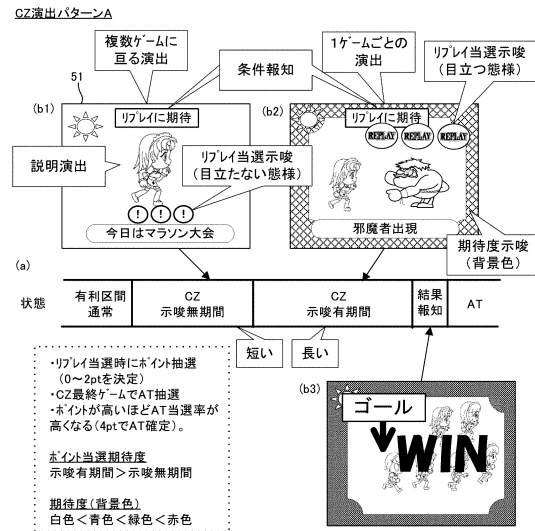 CZ演出パターンA
複数ゲームに
亘る演出
条件報知
1ゲームごとの
演出
リプレイ当選示唆
(目立つ態様)
51
(b1)
リプレイに期待
説明演出
リプレイ当選示唆
(目立たない態様)
! ! !
今日はマラソン大会
(b2)
リプレイに期待
REPLAY REPLAY REPLAY
邪魔者出現
期待度示唆
(背景色)
(a)
状態
有利区間
通常
CZ
示唆無期間
CZ
示唆有期間
結果
報知
AT
短い
長い
・リプレイ当選時にポイント抽選
(0~2ptを決定)
・CZ最終ゲームでAT抽選
・ポイントが高いほどAT当選率が
高くなる(4ptでAT確定)。
ポイント当選期待度
示唆有期間>示唆無期間
期待度(背景色)
白色<青色<緑色<赤色
(b3)
ゴール
WIN